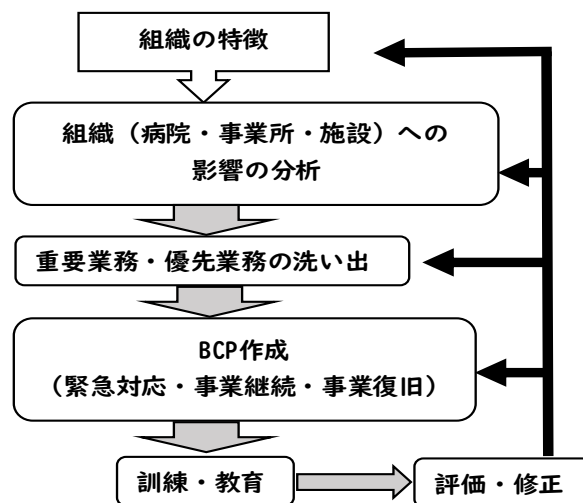 組織の特徴
組織（病院・事業所・施設）への
影響の分析
重要業務・優先業務の洗い出
BCP作成
（緊急対応・事業継続・事業復旧）
訓練・教育
評価・修正